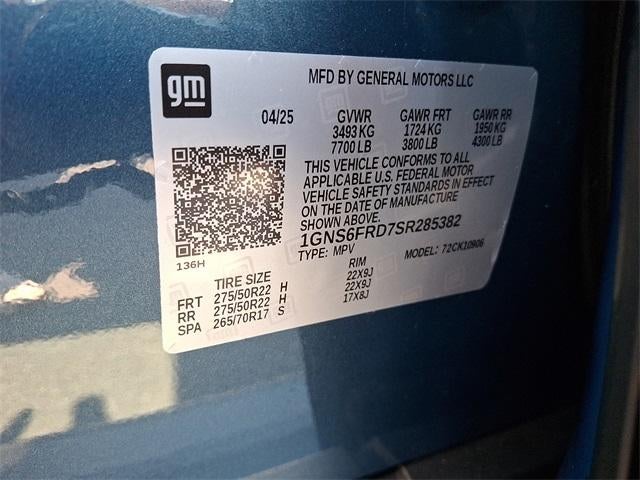 gm
MFD BY GENERAL MOTORS LLC
04/25 GVWR GAWR FRT GAWR RR
3493 KG 1724 KG 1950 KG
7700 LB 3800 LB 4300 LB
THIS VEHICLE CONFORMS TO ALL
APPLICABLE U.S. FEDERAL MOTOR
VEHICLE SAFETY STANDARDS IN EFFECT
ON THE DATE OF MANUFACTURE
SHOWN ABOVE.
1GNS6FRD7SR285382
TYPE: MPV MODEL: 72CK10906
136H
TIRE SIZE RIM
FRT 275/50R22 H 22X9J
RR 275/50R22 H 22X9J
SPA 265/70R17 S 17X8J